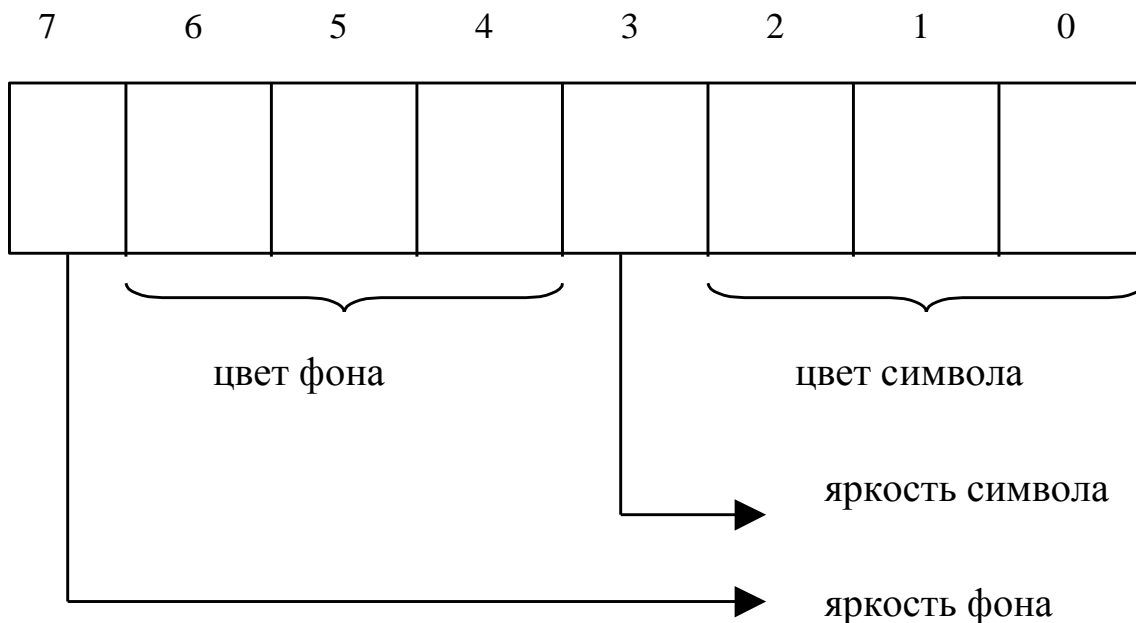 7 6 5 4 3 2 1 0
цвет фона цвет символа
яркость символа
яркость фона